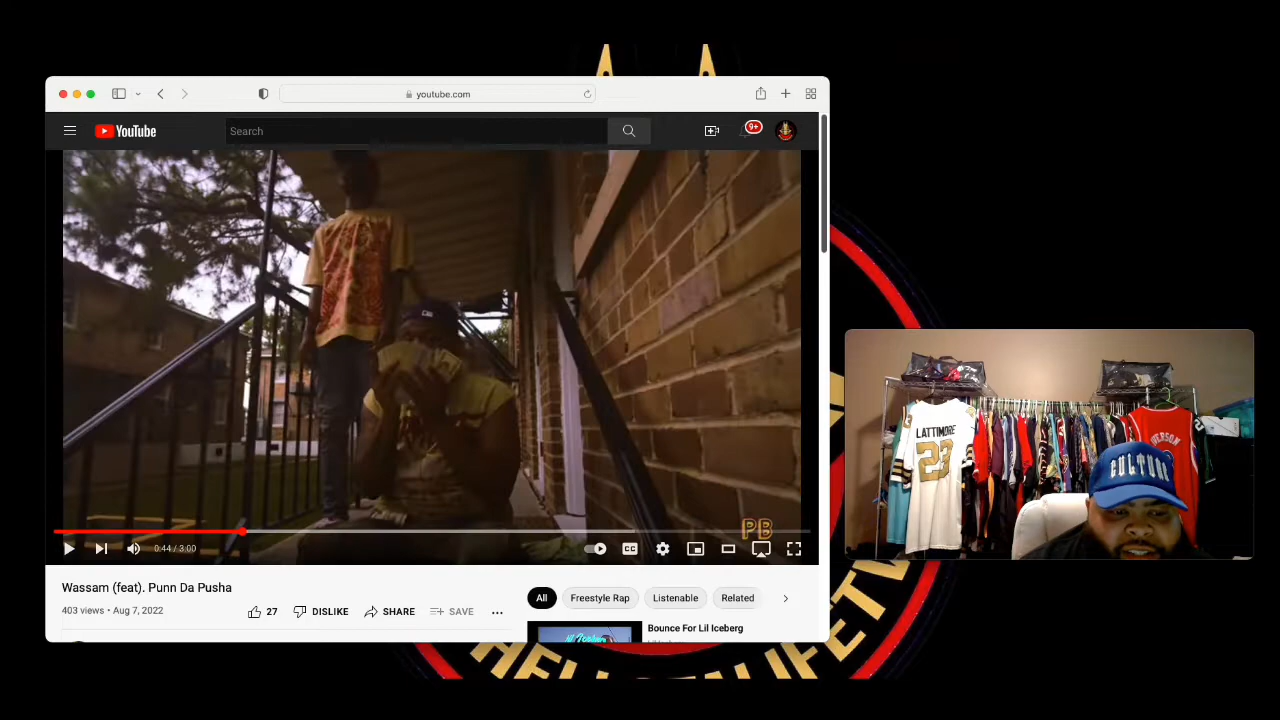 youtube.com
YouTube
Search
9+
PB
0:44 / 3:00
CC
Wassam (feat). Punn Da Pusha
403 views • Aug 7, 2022
27
DISLIKE
SHARE
SAVE
All
Freestyle Rap
Listenable
Related
Bounce For Lil Iceberg
LATTIMORE
23
CULTURE